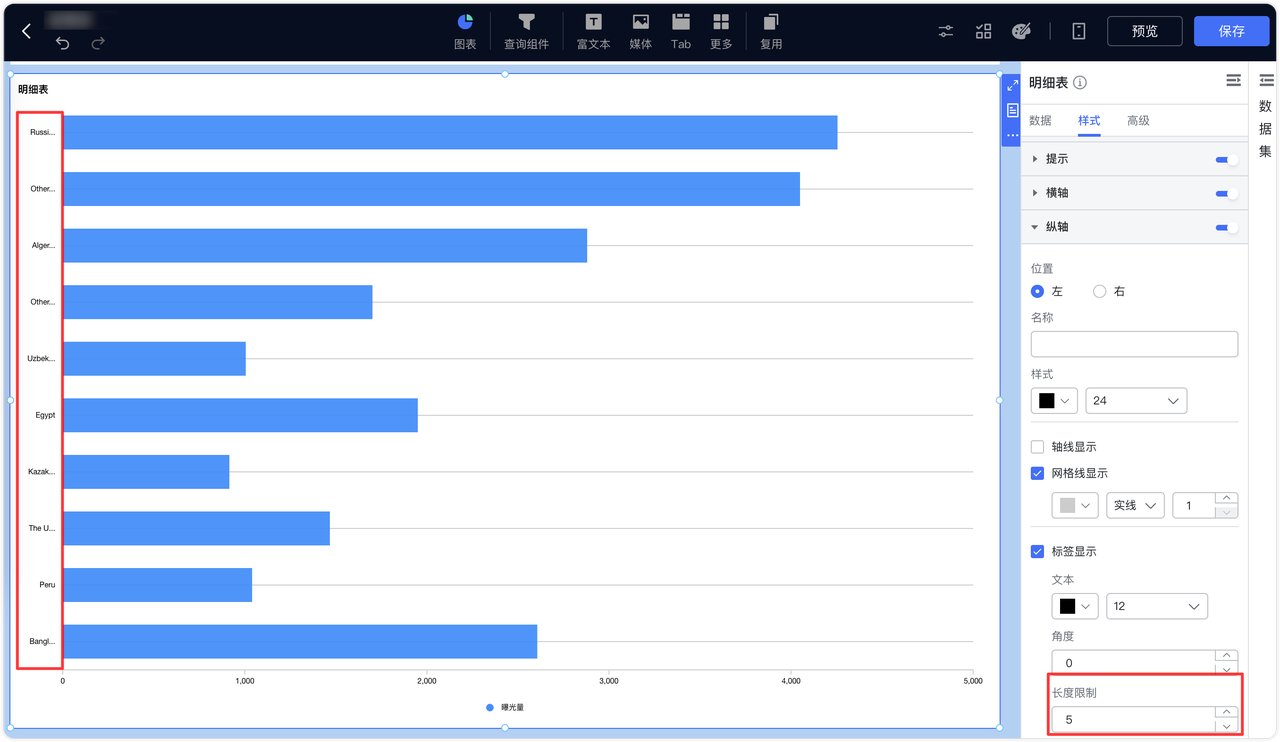 图表 查询组件 富文本 媒体 Tab 更多 复用 预览 保存
明细表
Russi...
Other...
Alger...
Other...
Uzbek...
Egypt
Kazak...
The U...
Peru
Bangl...
0 1,000 2,000 3,000 4,000 5,000
曝光量
明细表
数据 样式 高级
提示
横轴
纵轴
位置
左 右
名称
样式
24
轴线显示
网格线显示
实线 1
标签显示
文本
12
角度
0
长度限制
5
数
据
集